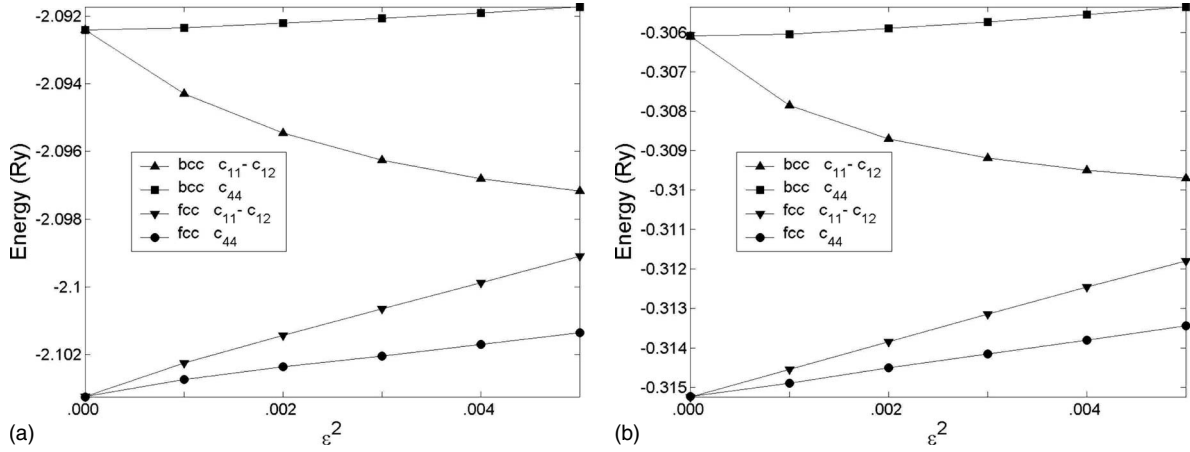 -2.092
-2.094
-2.096
-2.098
-2.1
-2.102
Energy (Ry)
bcc c11- c12
bcc c44
fcc c11- c12
fcc c44
.000 .002 .004
ε2
(a)
-0.306
-0.307
-0.308
-0.309
-0.31
-0.311
-0.312
-0.313
-0.314
-0.315
Energy (Ry)
bcc c11- c12
bcc c44
fcc c11- c12
fcc c44
.000 .002 .004
ε2
(b)